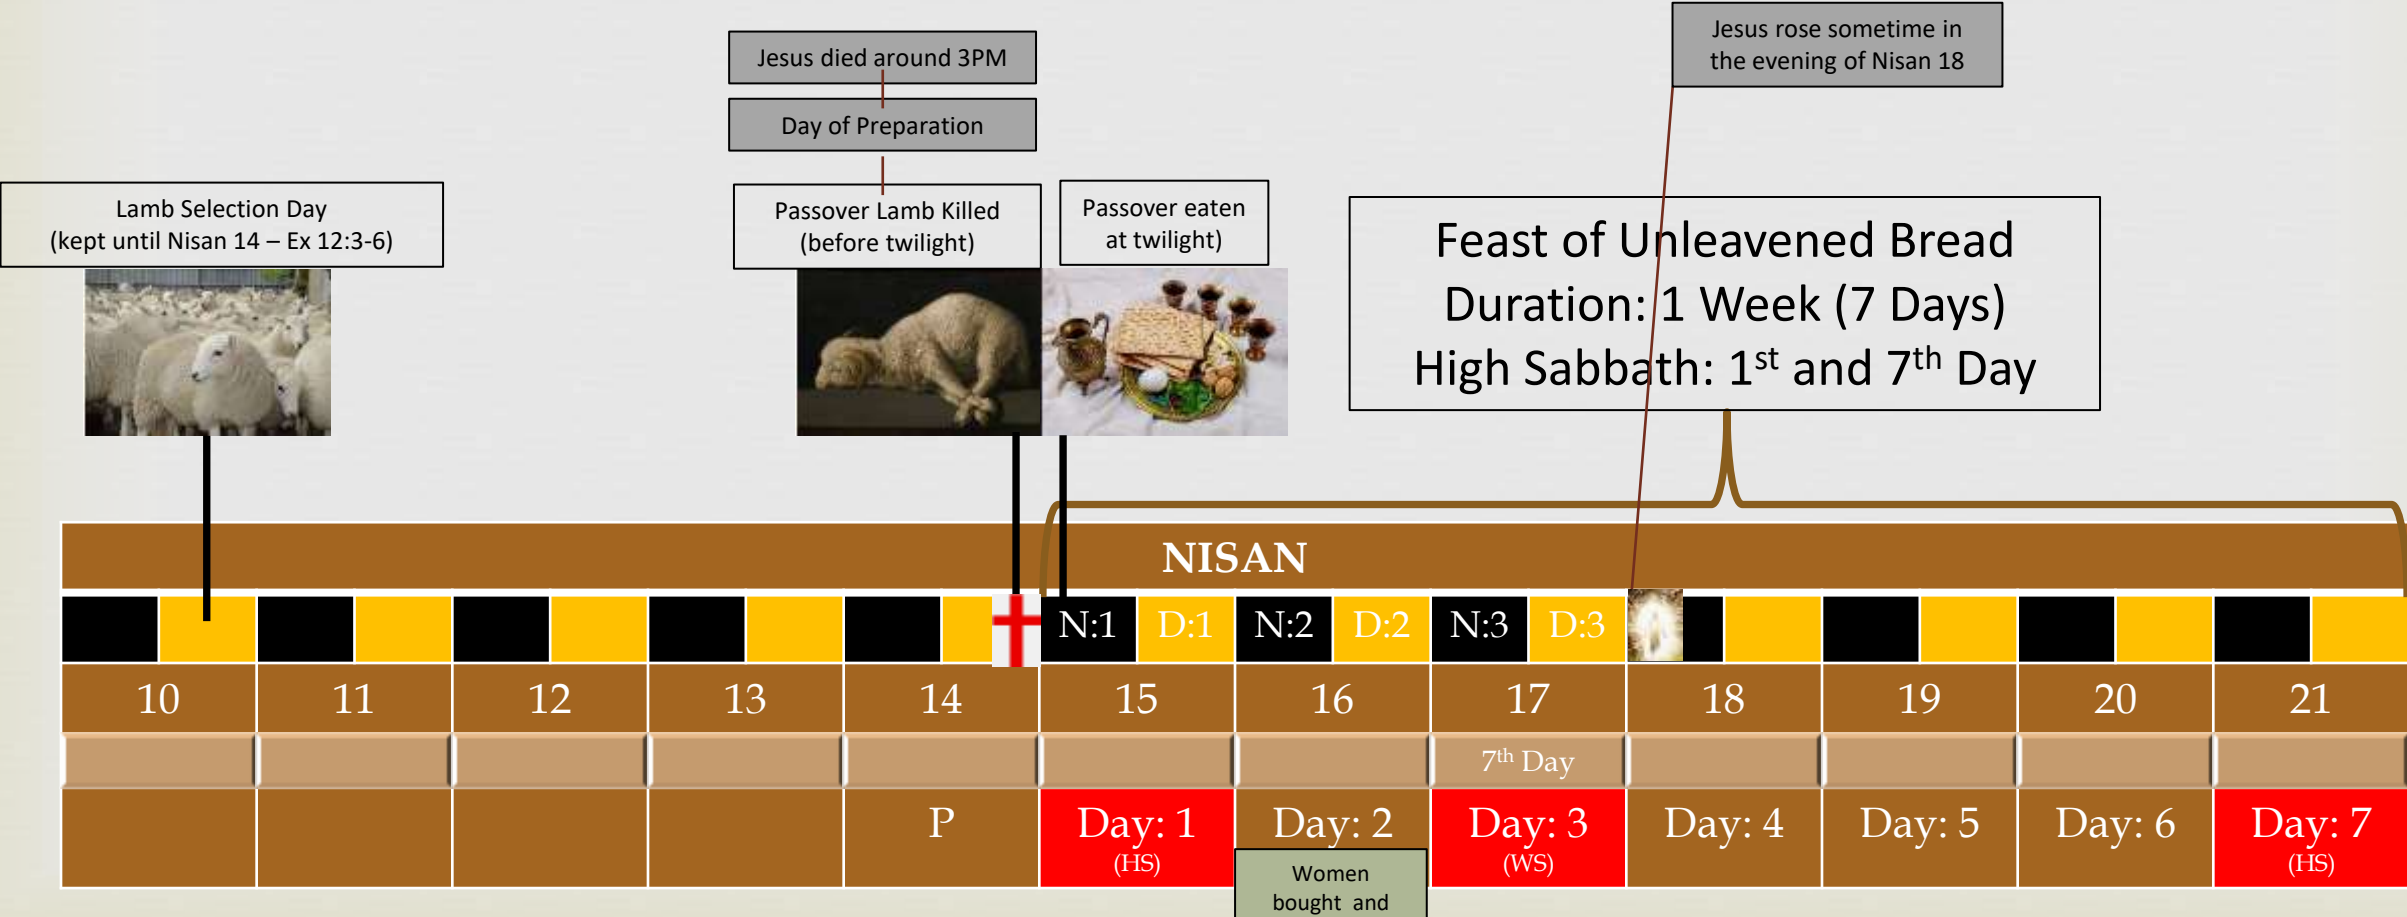 Jesus rose sometime in
the evening of Nisan 18
Jesus died around 3PM
Day of Preparation
Lamb Selection Day
(kept until Nisan 14 – Ex 12:3-6)
Passover Lamb Killed
(before twilight)
Passover eaten
at twilight)
Feast of Unleavened Bread
Duration: 1 Week (7 Days)
High Sabbath: 1st and 7th Day
NISAN
N:1 D:1 N:2 D:2 N:3 D:3
10 11 12 13 14 15 16 17 18 19 20 21
7th Day
P Day: 1 Day: 2 Day: 3 Day: 4 Day: 5 Day: 6 Day: 7
(HS) (WS) (HS)
Women
bought and